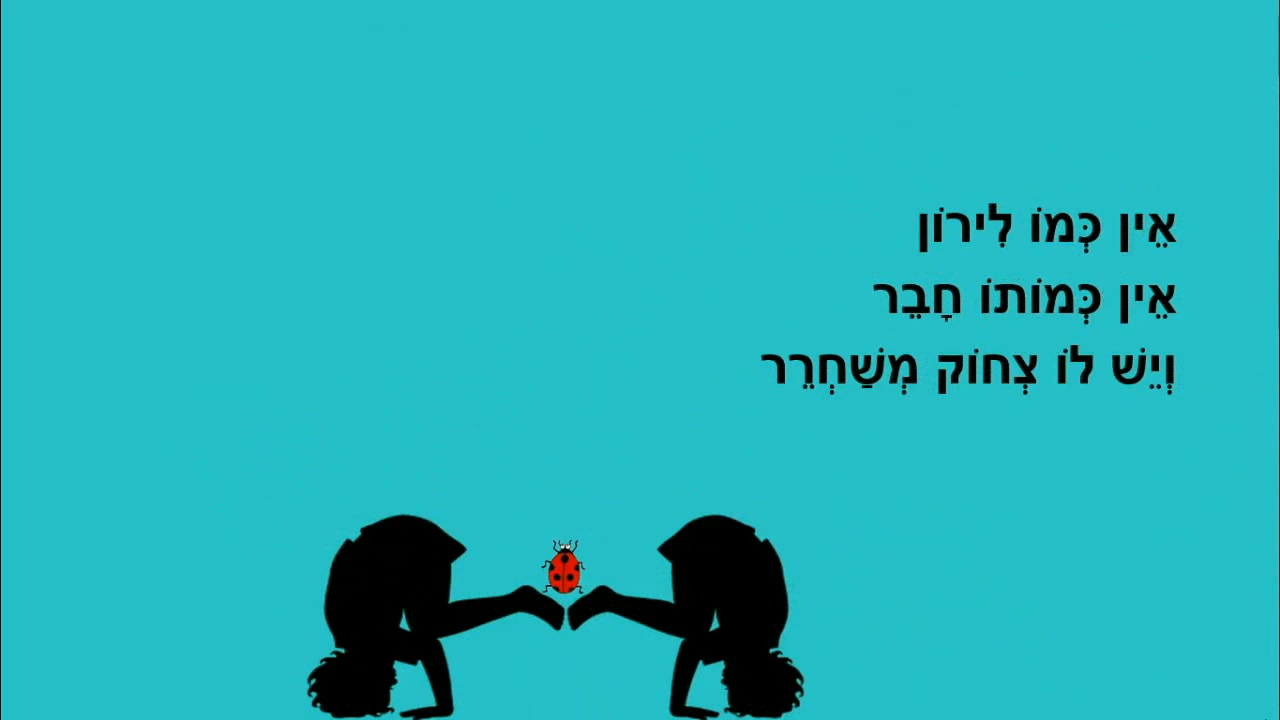 אֵין כְּמוֹ לִירוֹן
אֵין כְּמוֹתוֹ חָבֵר
וְיֵשׁ לוֹ צְחוֹק מְשַׁחְרֵר